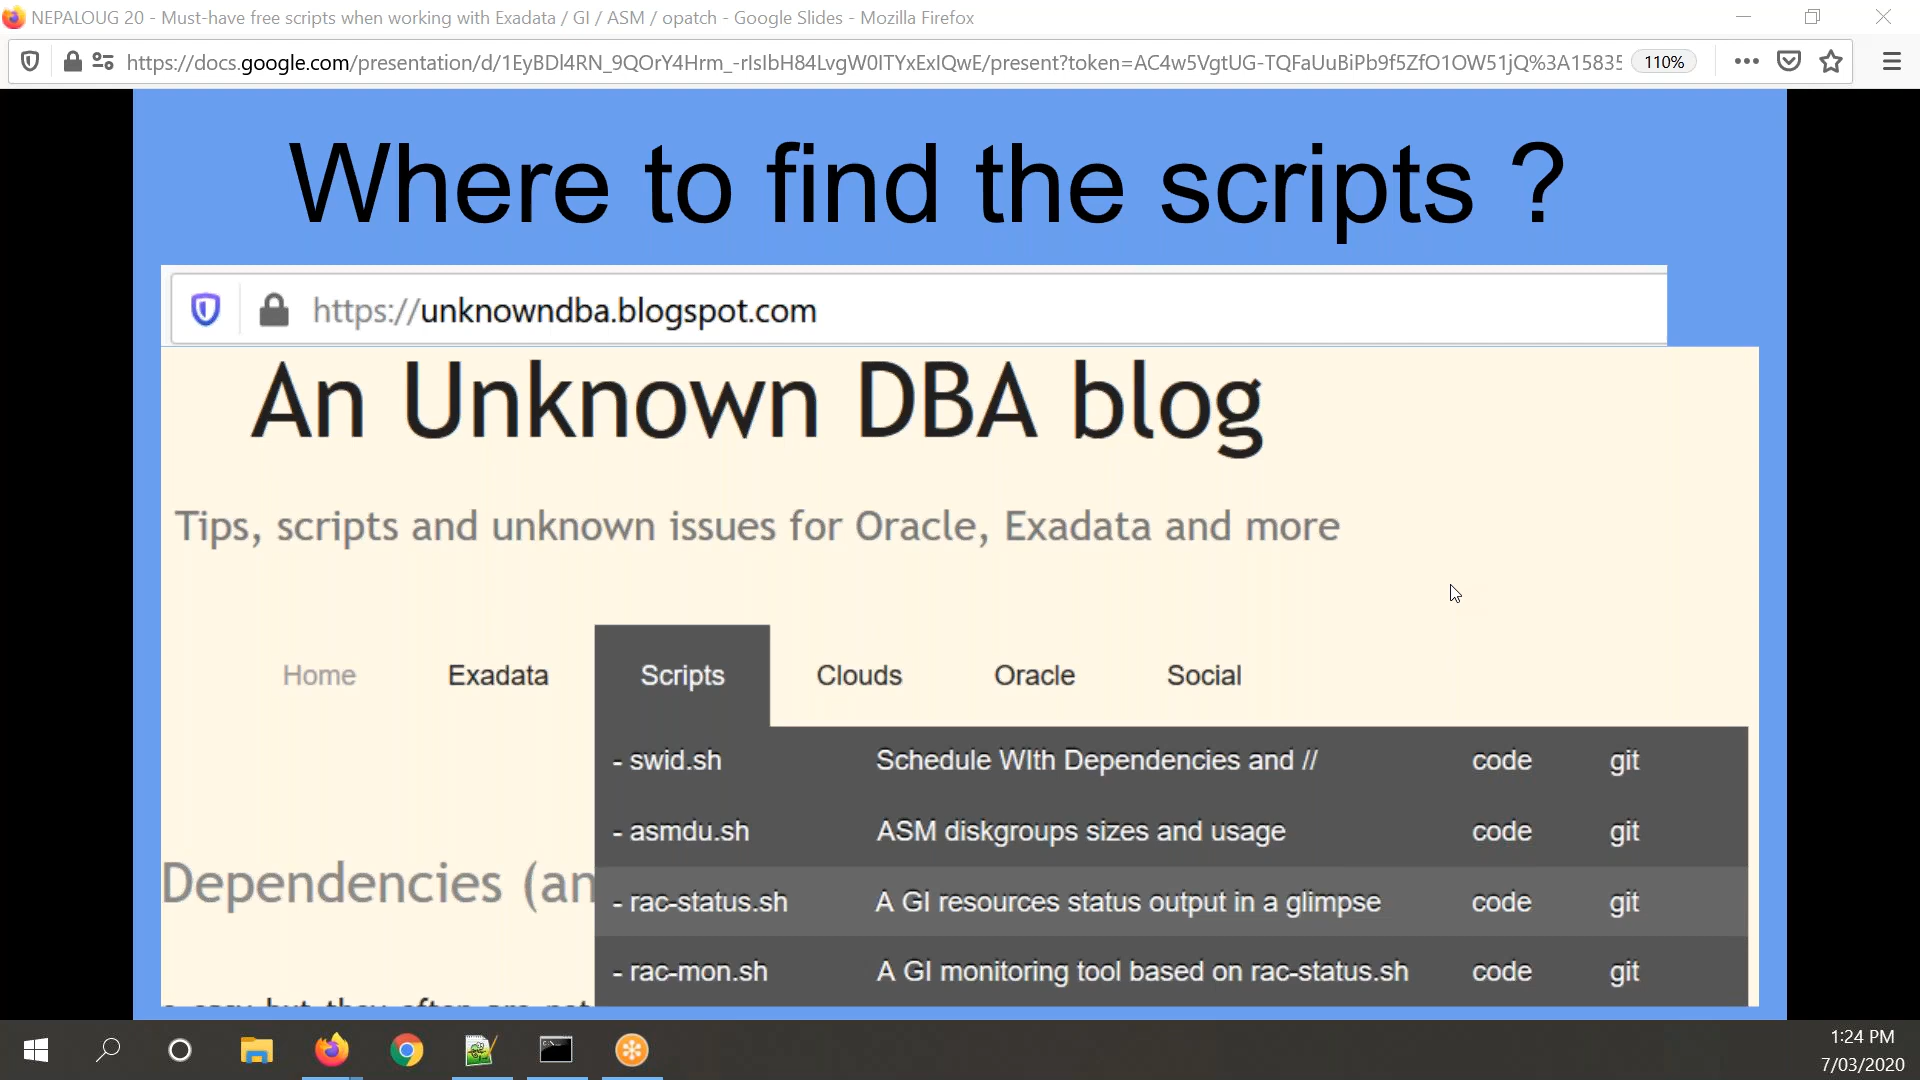 NEPALOUG 20 - Must-have free scripts when working with Exadata / GI / ASM / opatch - Google Slides - Mozilla Firefox
https://docs.google.com/presentation/d/1EyBDl4RN_9QOrY4Hrm_-rIsIbH84LvgW0ITYxExIQwE/present?token=AC4w5VgtUG-TQFaUuBiPb9f5ZfO1OW51jQ%3A15835 110%
Where to find the scripts ?
https://unknowndba.blogspot.com
An Unknown DBA blog
Tips, scripts and unknown issues for Oracle, Exadata and more
Home Exadata Scripts Clouds Oracle Social
- swid.sh Schedule WIth Dependencies and // code git
- asmdu.sh ASM diskgroups sizes and usage code git
Dependencies (an
- rac-status.sh A GI resources status output in a glimpse code git
- rac-mon.sh A GI monitoring tool based on rac-status.sh code git
1:24 PM
7/03/2020